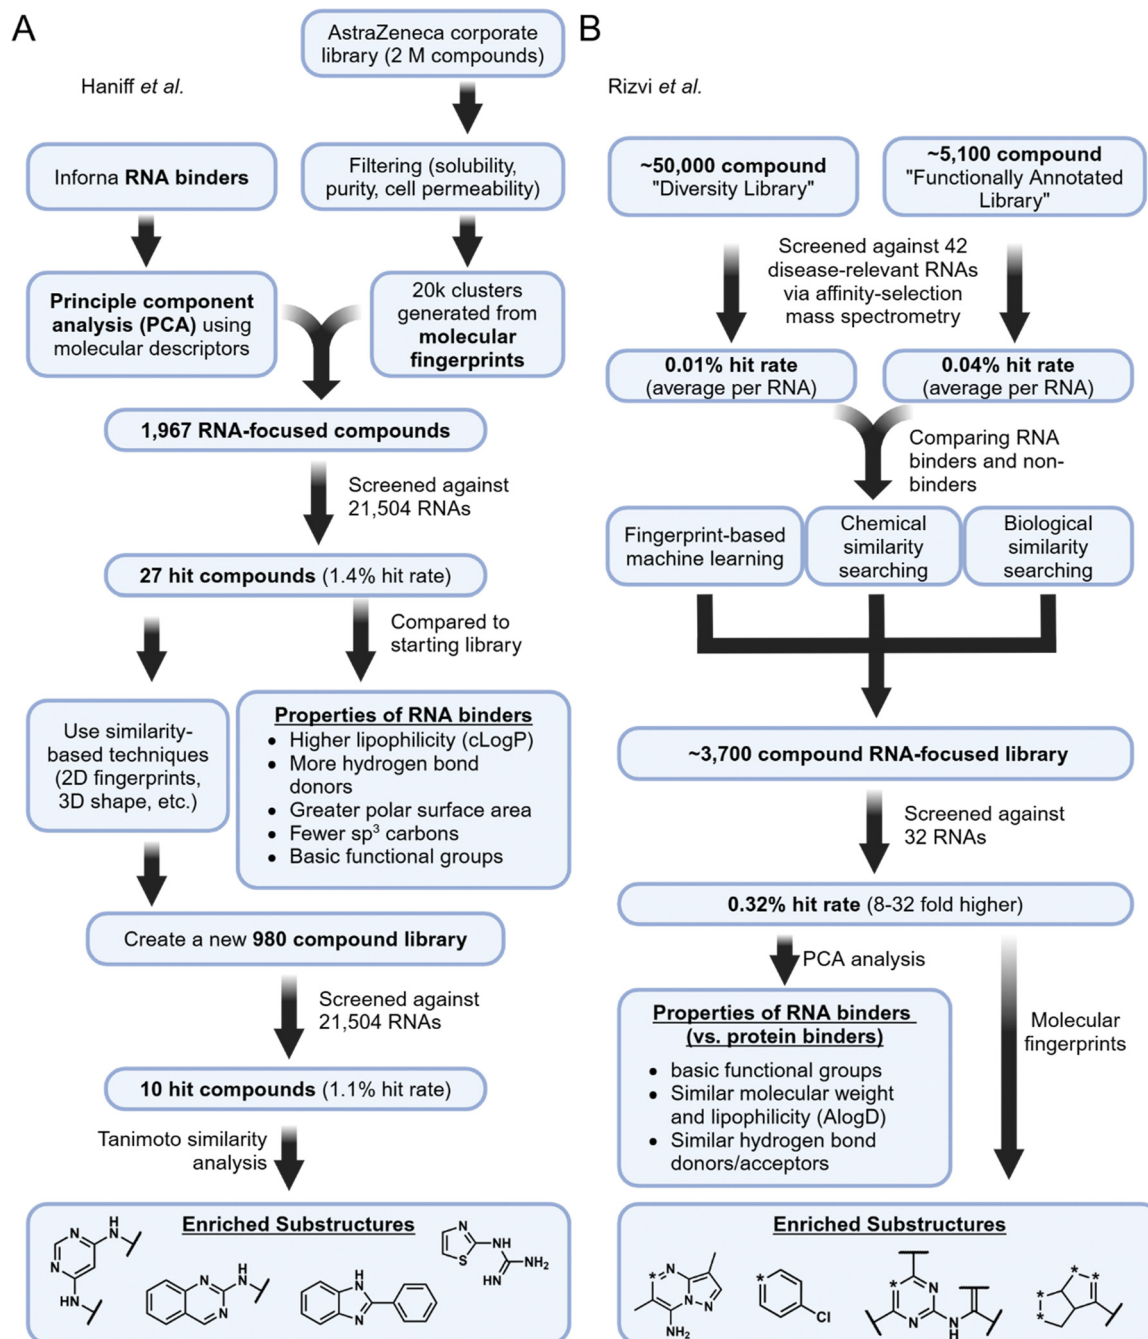 A
AstraZeneca corporate
library (2 M compounds)
Haniff et al.
Inforna RNA binders
Filtering (solubility,
purity, cell permeability)
Principle component
analysis (PCA) using
molecular descriptors
20k clusters
generated from
molecular
fingerprints
1,967 RNA-focused compounds
Screened against
21,504 RNAs
27 hit compounds (1.4% hit rate)
Compared to
starting library
Use similarity-
based techniques
(2D fingerprints,
3D shape, etc.)
Properties of RNA binders
• Higher lipophilicity (cLogP)
• More hydrogen bond
donors
• Greater polar surface area
• Fewer sp³ carbons
• Basic functional groups
Create a new 980 compound library
Screened against
21,504 RNAs
10 hit compounds (1.1% hit rate)
Tanimoto similarity
analysis
Enriched Substructures
N
N
H
N
HN
N
N
H
N
H
N
N
N
S
NH
NH
NH₂
B
Rizvi et al.
~50,000 compound
"Diversity Library"
~5,100 compound
"Functionally Annotated
Library"
Screened against 42
disease-relevant RNAs
via affinity-selection
mass spectrometry
0.01% hit rate
(average per RNA)
0.04% hit rate
(average per RNA)
Comparing RNA
binders and non-
binders
Fingerprint-based
machine learning
Chemical
similarity
searching
Biological
similarity
searching
~3,700 compound RNA-focused library
Screened against
32 RNAs
0.32% hit rate (8-32 fold higher)
PCA analysis
Properties of RNA binders
(vs. protein binders)
• basic functional groups
• Similar molecular weight
and lipophilicity (AlogD)
• Similar hydrogen bond
donors/acceptors
Molecular
fingerprints
Enriched Substructures
*
N
N
N
NH₂
*
Cl
*
N
N
N
H
*
*
*
*